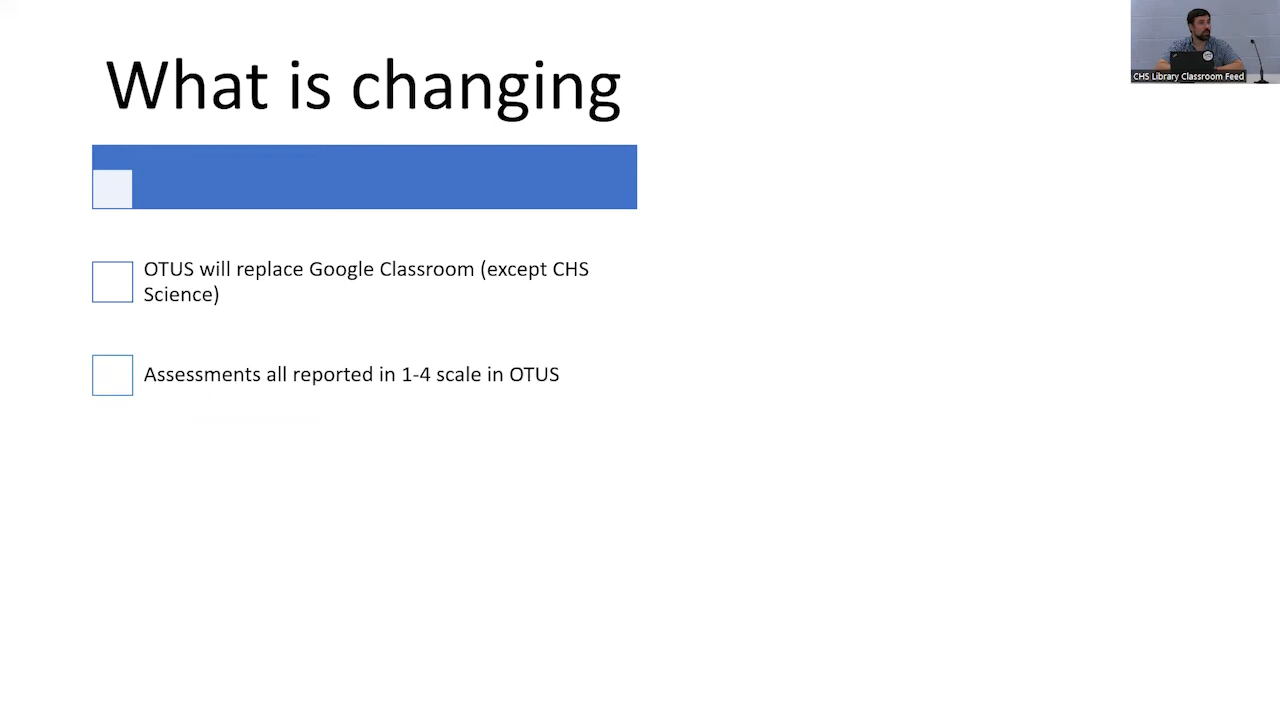 What is changing
CHS Library Classroom Feed
OTUS will replace Google Classroom (except CHS
Science)
Assessments all reported in 1-4 scale in OTUS